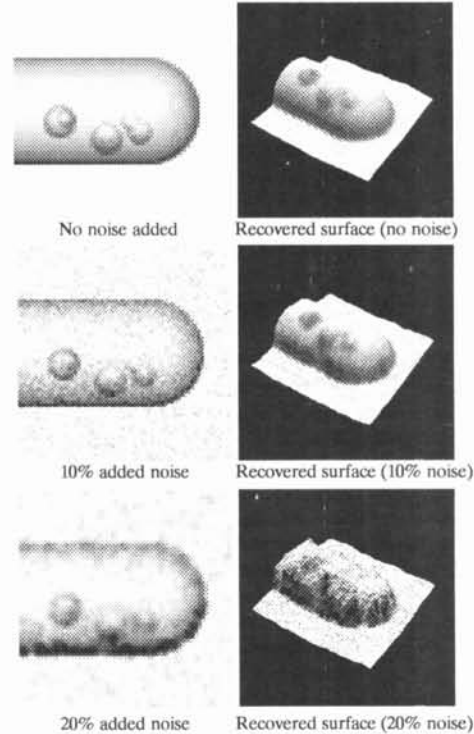 No noise added Recovered surface (no noise)
10% added noise Recovered surface (10% noise)
20% added noise Recovered surface (20% noise)